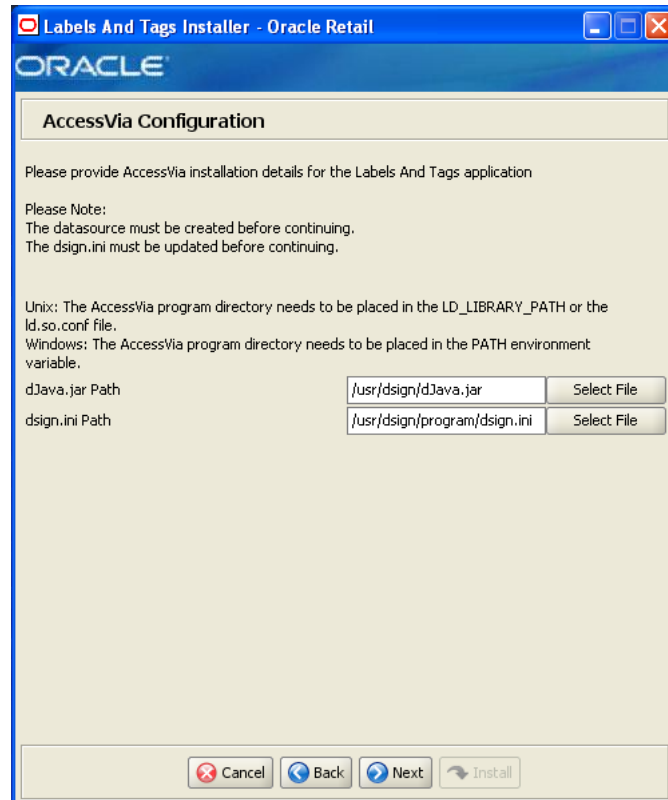 Labels And Tags Installer - Oracle Retail
ORACLE
AccessVia Configuration
Please provide AccessVia installation details for the Labels And Tags application
Please Note:
The datasource must be created before continuing.
The dsign.ini must be updated before continuing.
Unix: The AccessVia program directory needs to be placed in the LD_LIBRARY_PATH or the
ld.so.conf file.
Windows: The AccessVia program directory needs to be placed in the PATH environment
variable.
dJava.jar Path /usr/dsign/dJava.jar Select File
dsign.ini Path /usr/dsign/program/dsign.ini Select File
Cancel Back Next Install